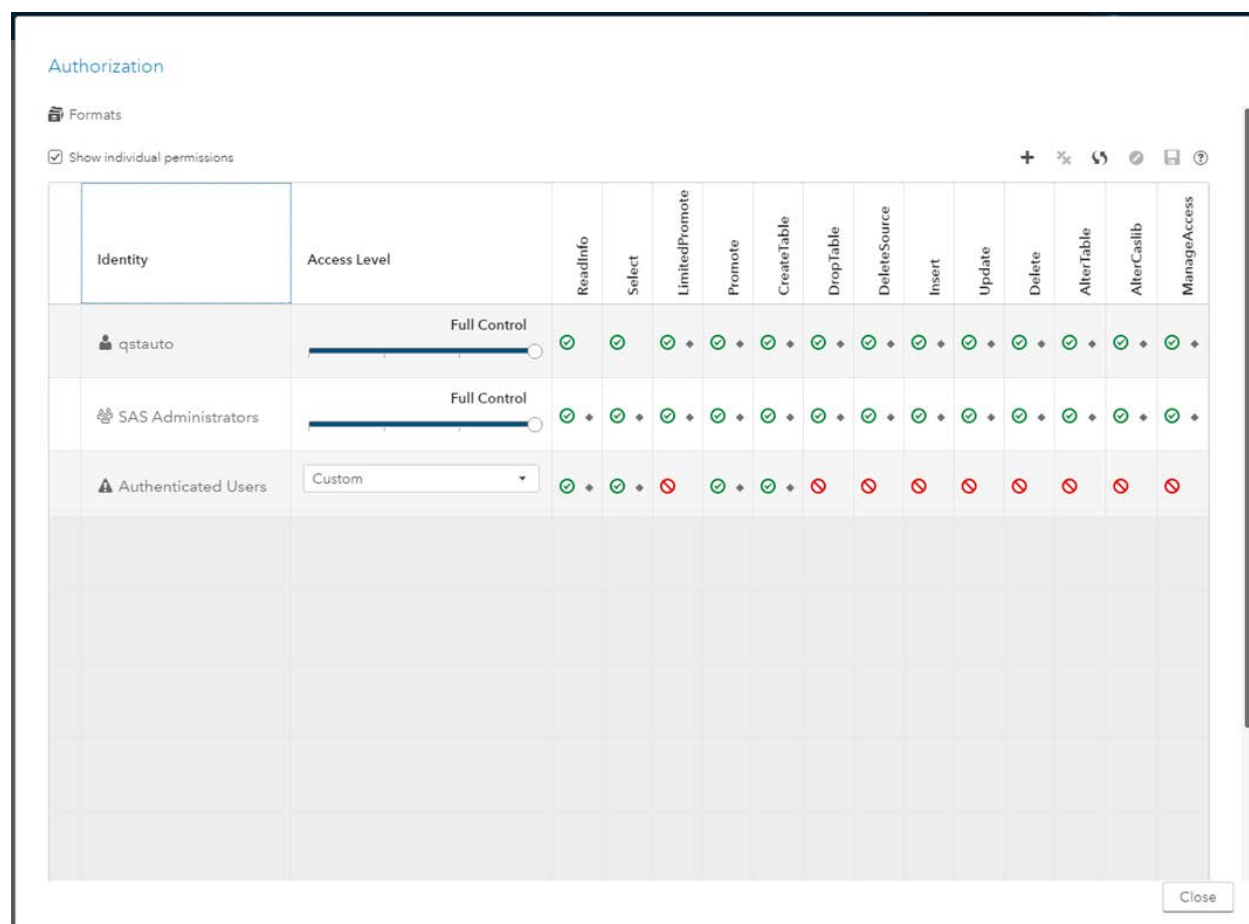 Authorization
Formats
Show individual permissions
Identity
Access Level
ReadInfo
Select
LimitedPromote
Promote
CreateTable
DropTable
DeleteSource
Insert
Update
Delete
AlterTable
AlterCaslib
ManageAccess
qstauto
Full Control
SAS Administrators
Full Control
Authenticated Users
Custom
Close